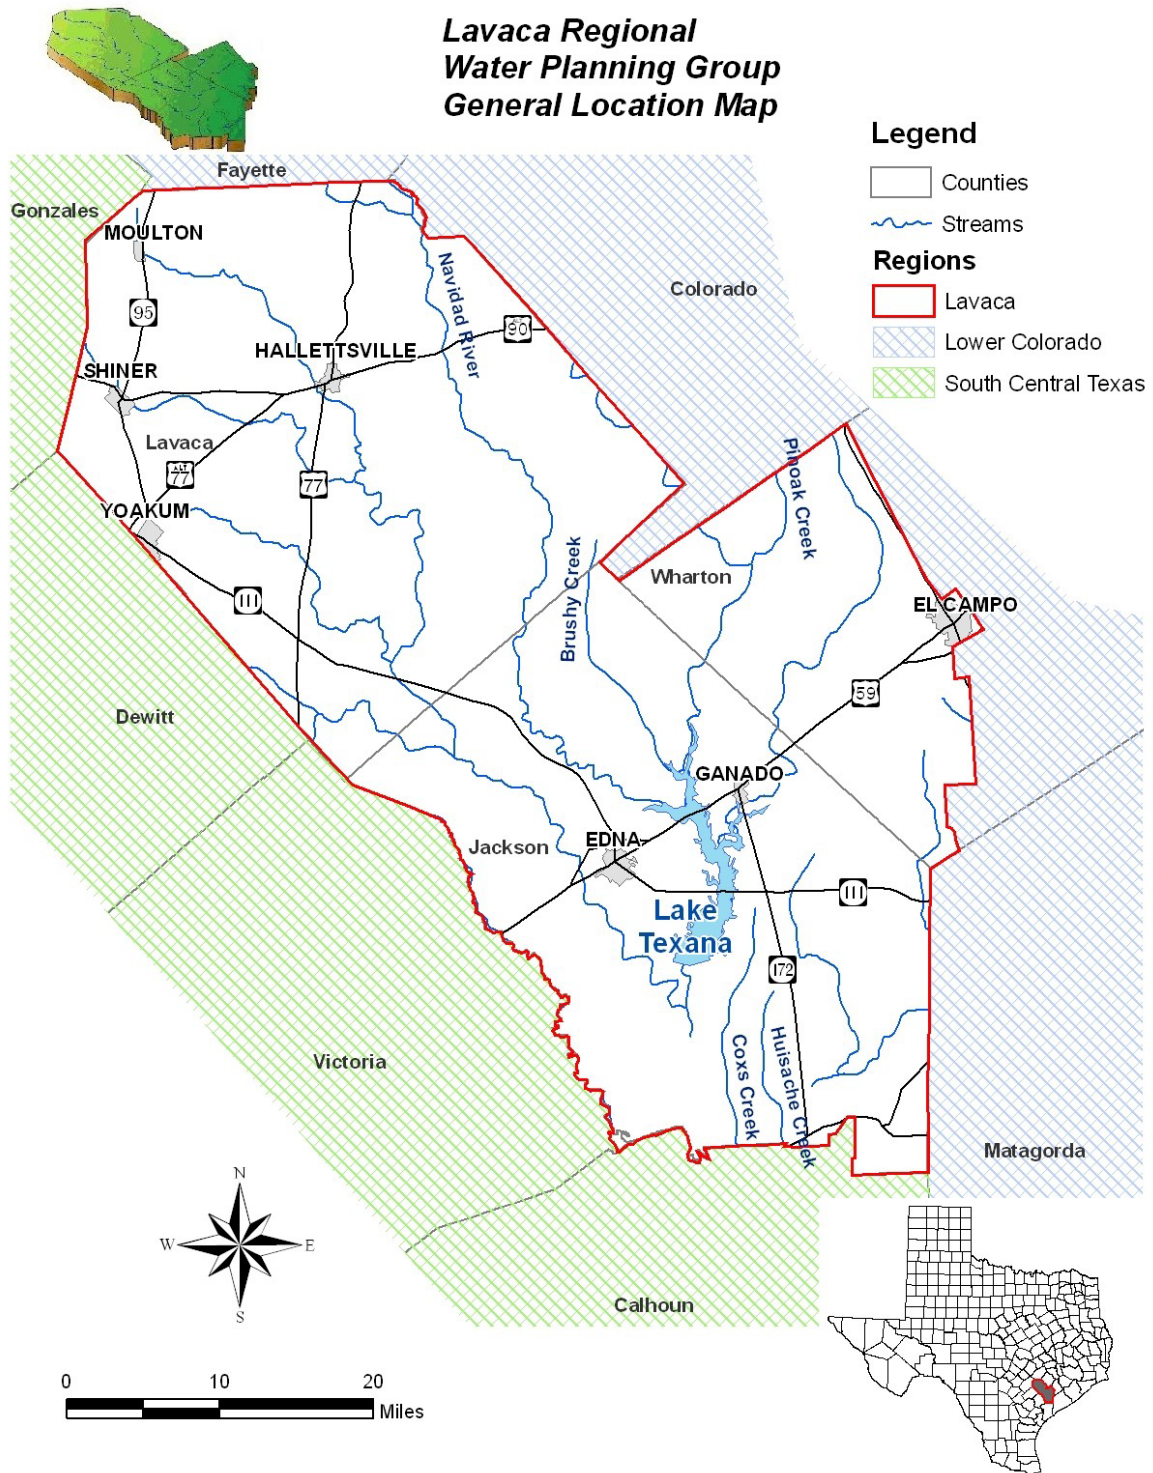 Lavaca Regional
Water Planning Group
General Location Map
Legend
Counties
Streams
Regions
Lavaca
Lower Colorado
South Central Texas
Fayette
Gonzales
MOULTON
Colorado
Navidad River
95
90
HALLETTSVILLE
SHINER
Lavaca
ALT
77
77
YOAKUM
Pinoak Creek
Brushy Creek
Wharton
111
EL CAMPO
59
Dewitt
GANADO
EDNA
Jackson
111
Lake
Texana
172
Coxs Creek
Huisache Creek
Victoria
Matagorda
Calhoun
N
W
E
S
0
10
20
Miles